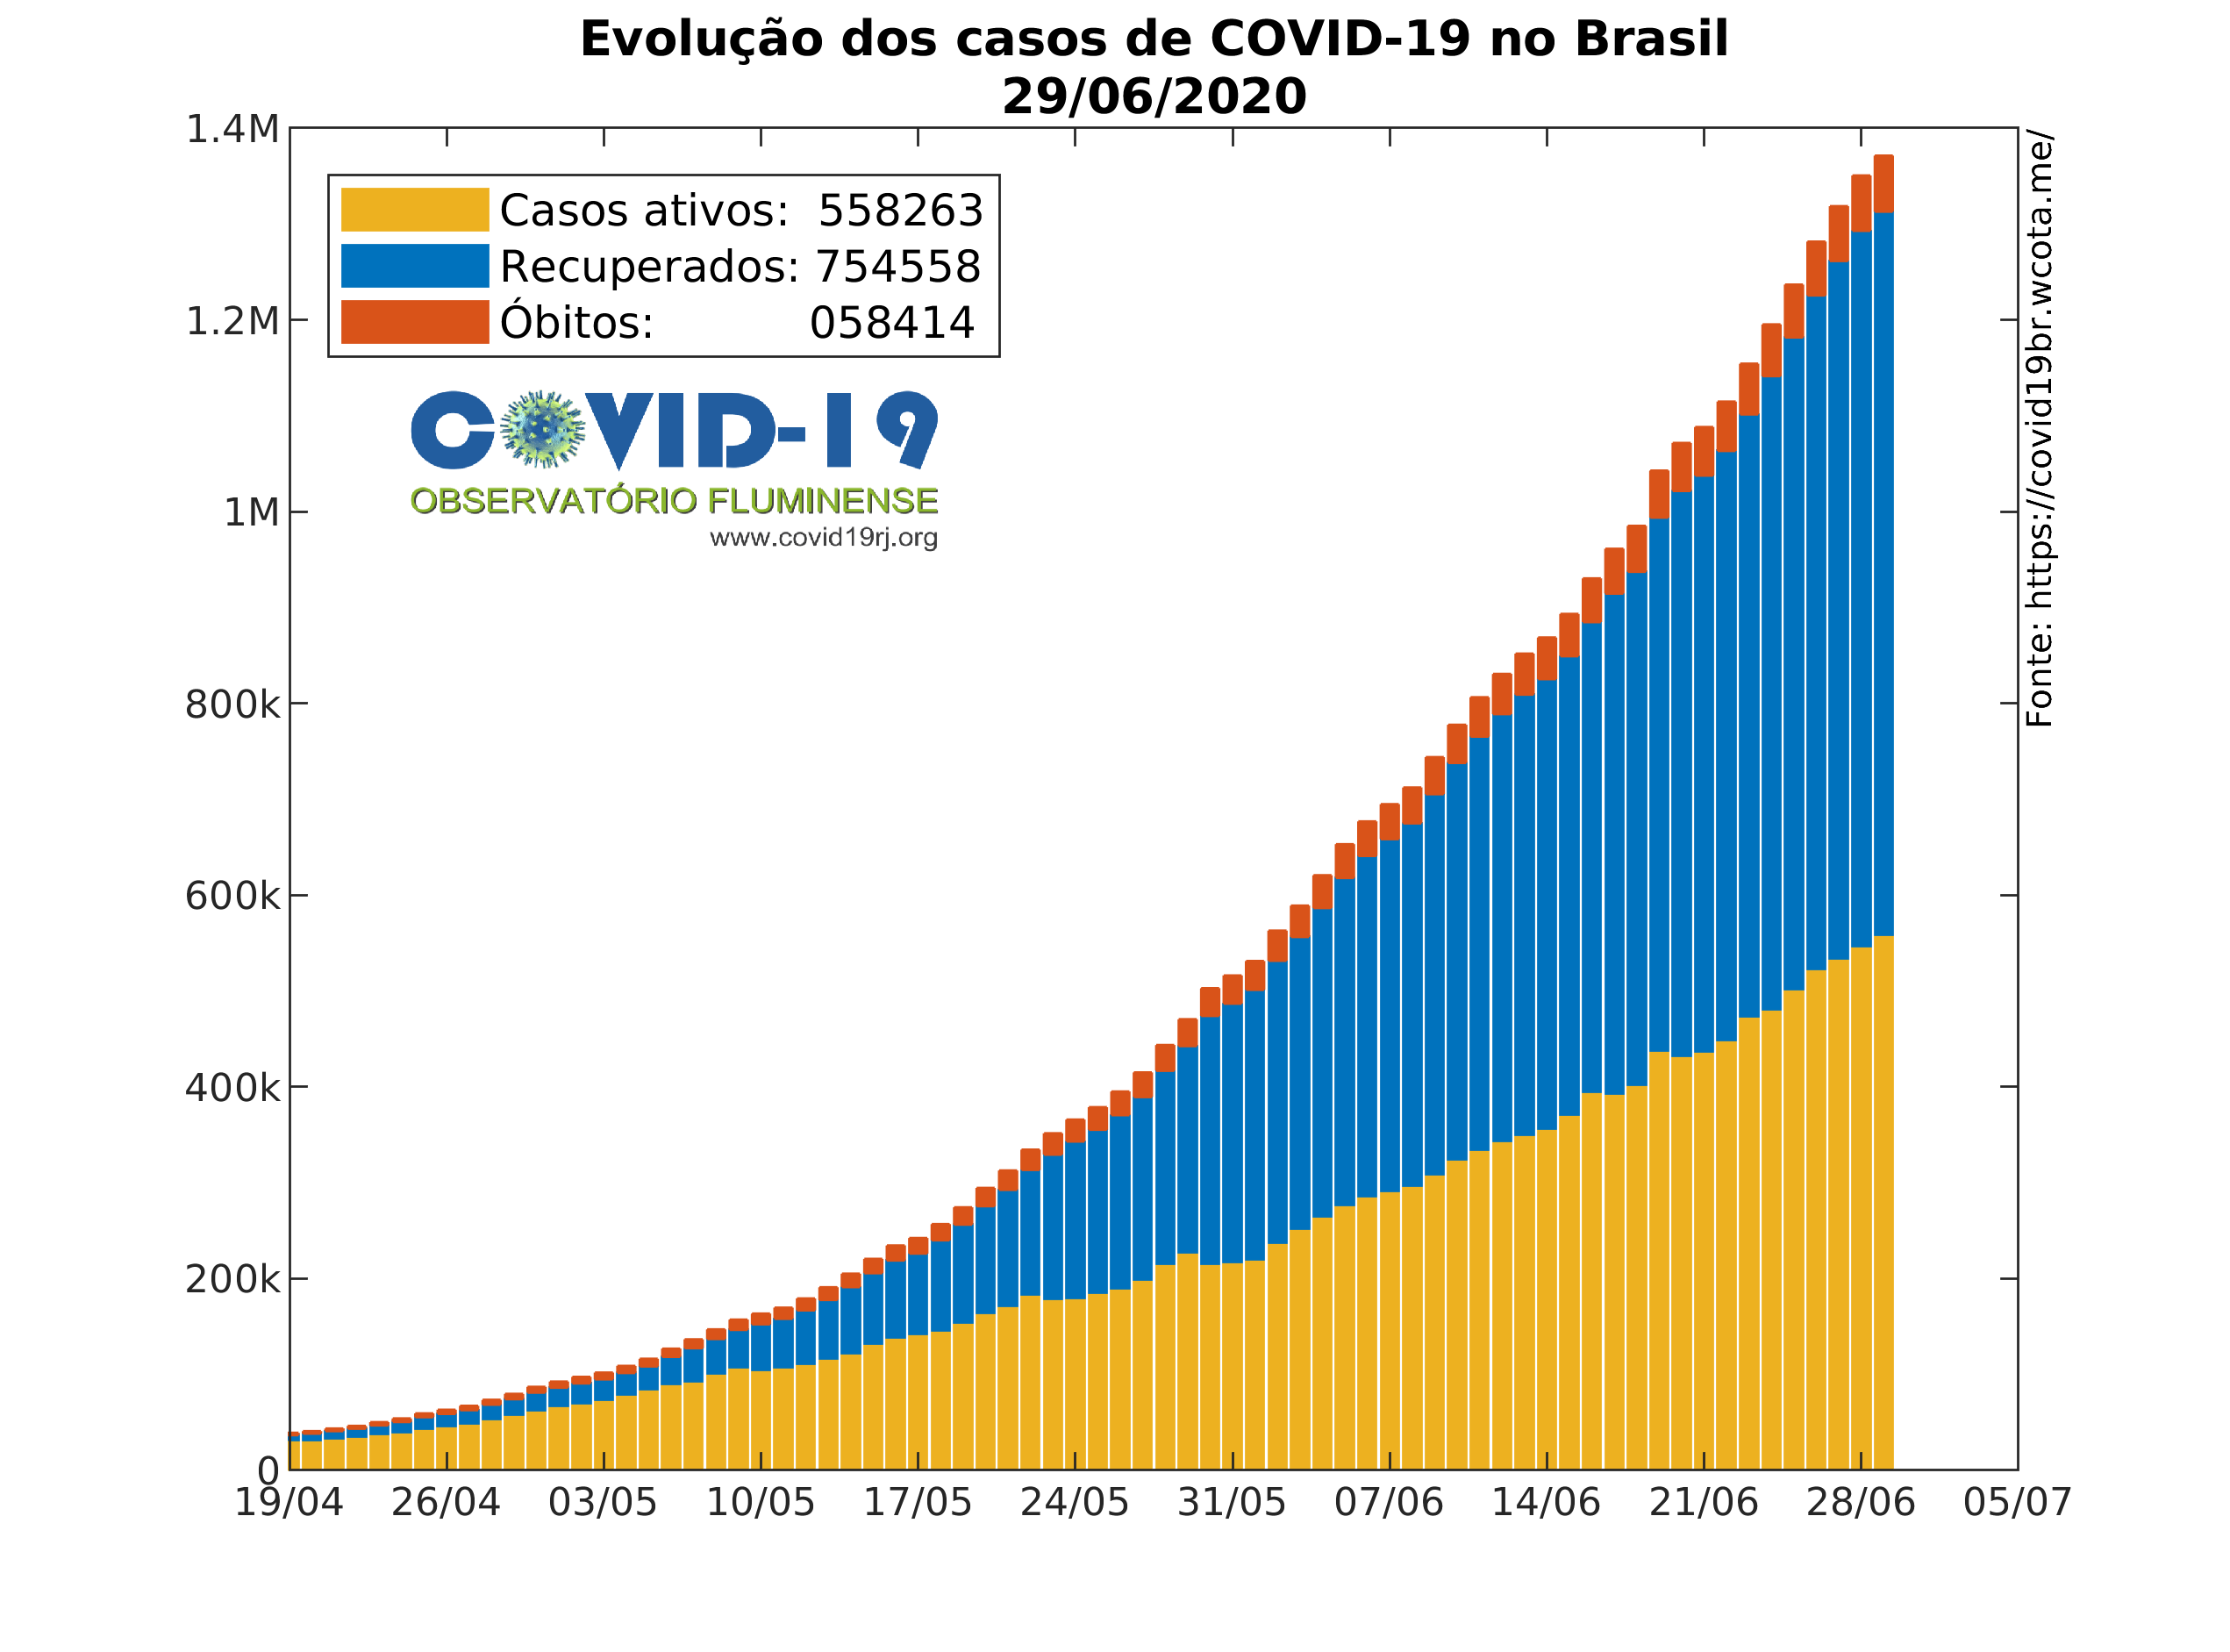 Evolução dos casos de COVID-19 no Brasil
29/06/2020
1.4M
1.2M
1M
800k
600k
400k
200k
0
Casos ativos: 558263
Recuperados: 754558
Óbitos: 058414
COVID-19
OBSERVATÓRIO FLUMINENSE
www.covid19rj.org
Fonte: https://covid19br.wcota.me/
19/04 26/04 03/05 10/05 17/05 24/05 31/05 07/06 14/06 21/06 28/06 05/07